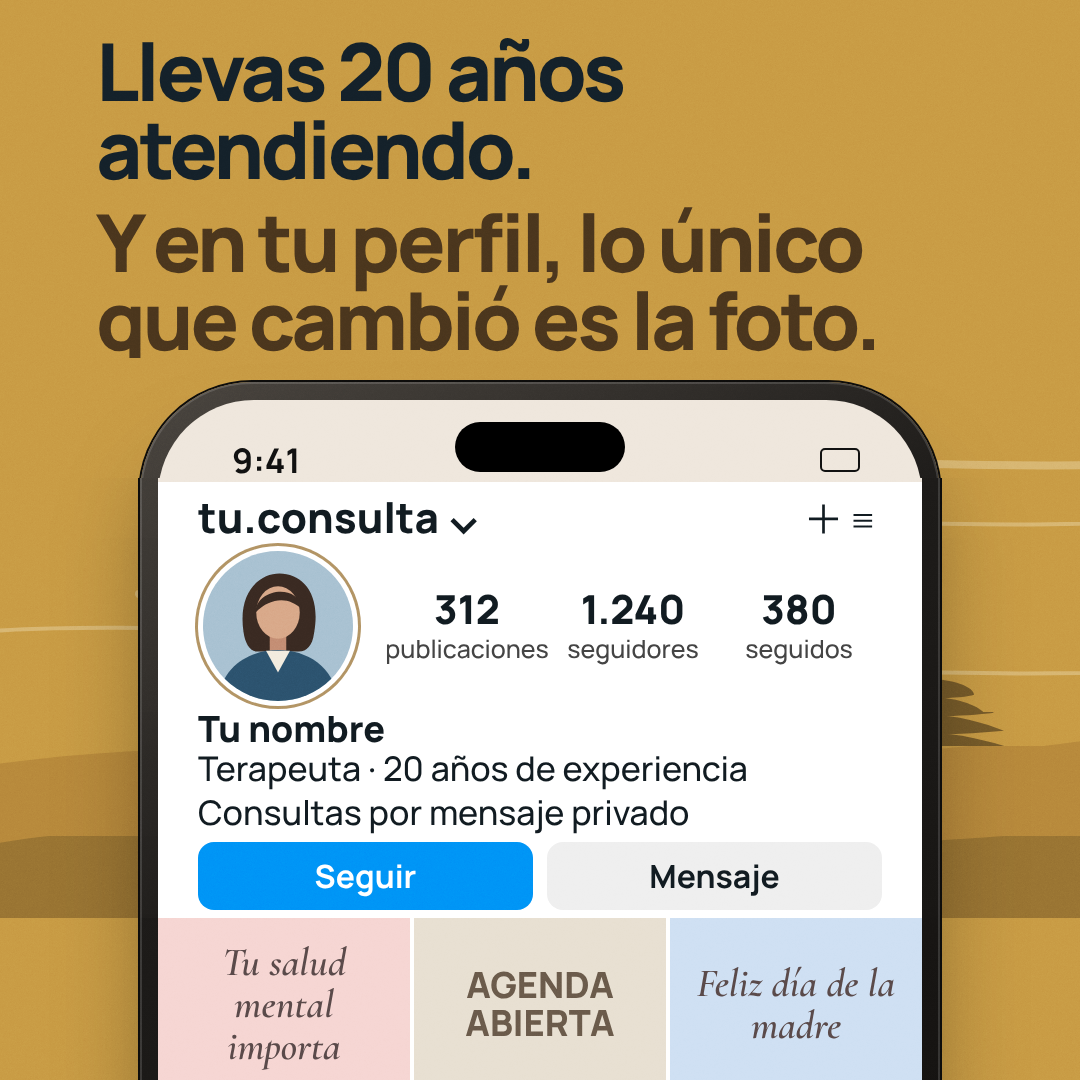 Llevas 20 años
atendiendo.
Y en tu perfil, lo único
que cambió es la foto.
9:41
tu.consulta
312
1.240
380
publicaciones
seguidores
seguidos
Tu nombre
Terapeuta · 20 años de experiencia
Consultas por mensaje privado
Seguir
Mensaje
Tu salud
mental
importa
AGENDA
ABIERTA
Feliz día de la
madre